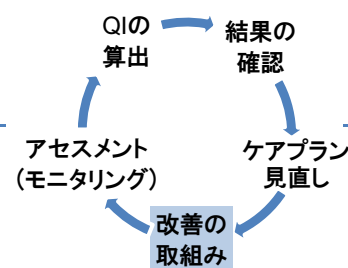 QIの
算出
結果の
確認
ケアプラン
見直し
改善の
取組み
アセスメント
（モニタリング）